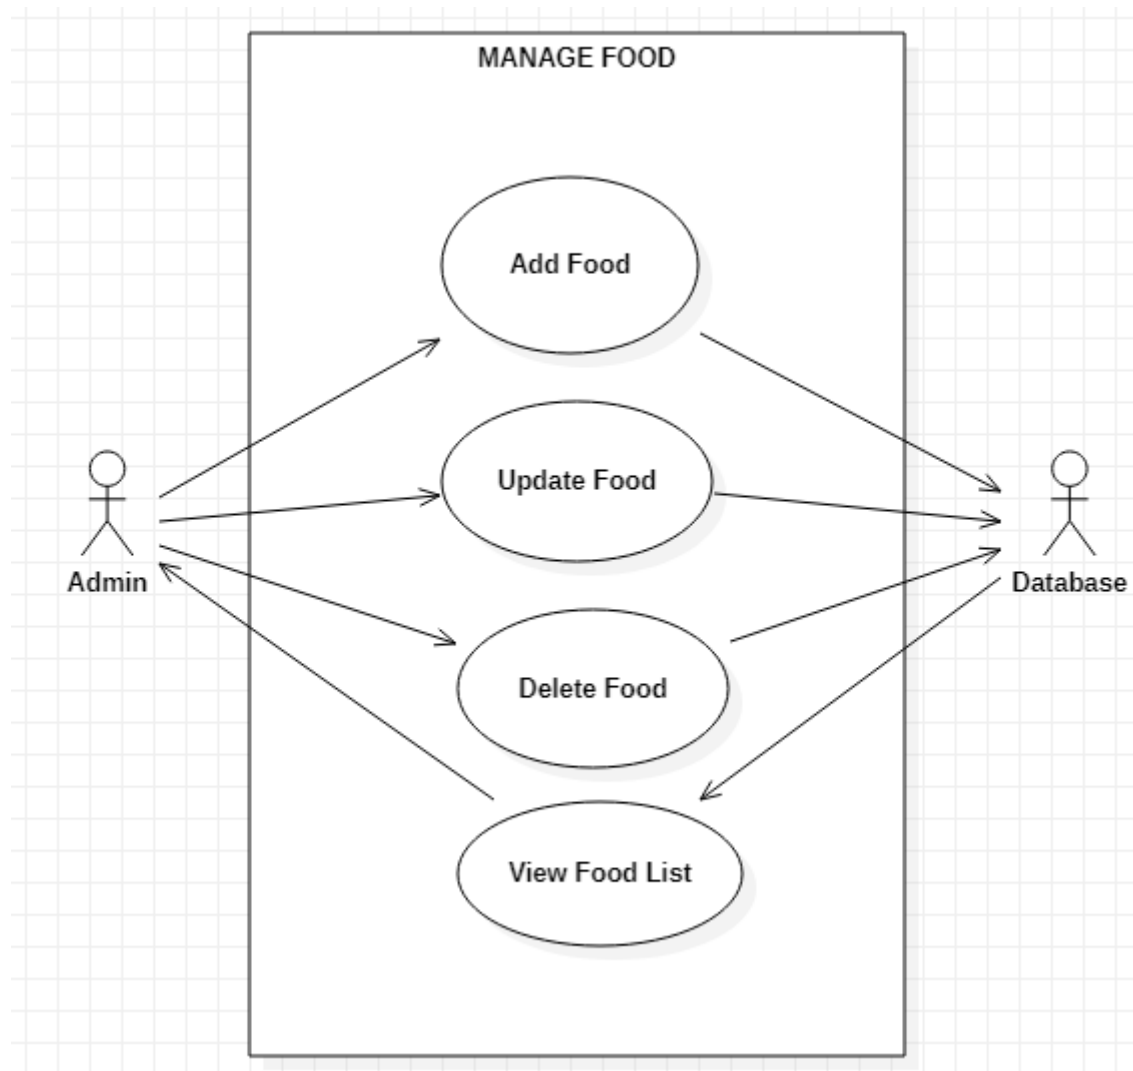 MANAGE FOOD
Add Food
Update Food
Admin
Database
Delete Food
View Food List